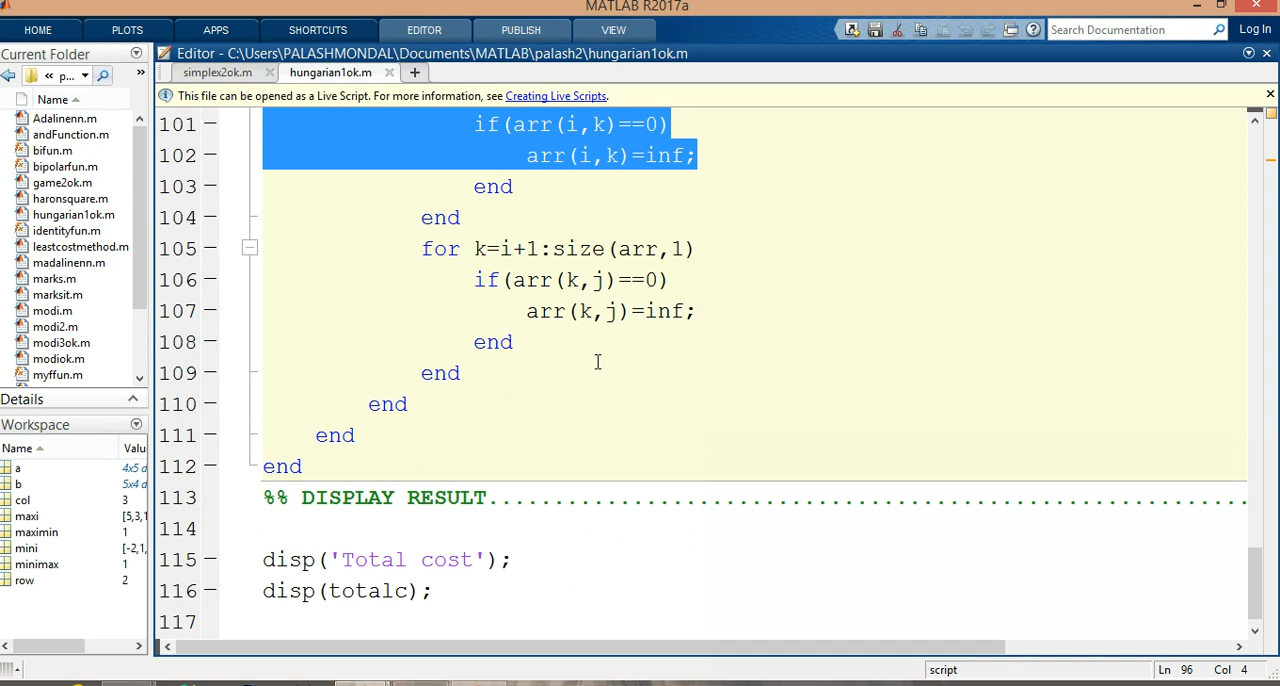 MATLAB R2017a
HOME PLOTS APPS SHORTCUTS EDITOR PUBLISH VIEW Search Documentation Log In
Current Folder
Editor - C:\Users\PALASHMONDAL\Documents\MATLAB\palash2\hungarian1ok.m
« p... »
simplex2ok.m hungarian1ok.m +
Name
This file can be opened as a Live Script. For more information, see Creating Live Scripts.
Adalinenn.m
andFunction.m
bifun.m
bipolarfun.m
game2ok.m
haronsquare.m
hungarian1ok.m
identityfun.m
leastcostmethod.m
madalinenn.m
marks.m
marksit.m
modi.m
modi2.m
modi3ok.m
modiok.m
myffun.m
Details
Workspace
Name Valu
a 4x5 d
b 5x4 d
col 3
maxi [5,3,1
maximin 1
mini [-2,1,
minimax 1
row 2
101 – if(arr(i,k)==0)
102 – arr(i,k)=inf;
103 – end
104 – end
105 – for k=i+1:size(arr,1)
106 – if(arr(k,j)==0)
107 – arr(k,j)=inf;
108 – end
109 – end
110 – end
111 – end
112 – end
113 %% DISPLAY RESULT..........................................................
114
115 – disp('Total cost');
116 – disp(totalc);
117
script Ln 96 Col 4